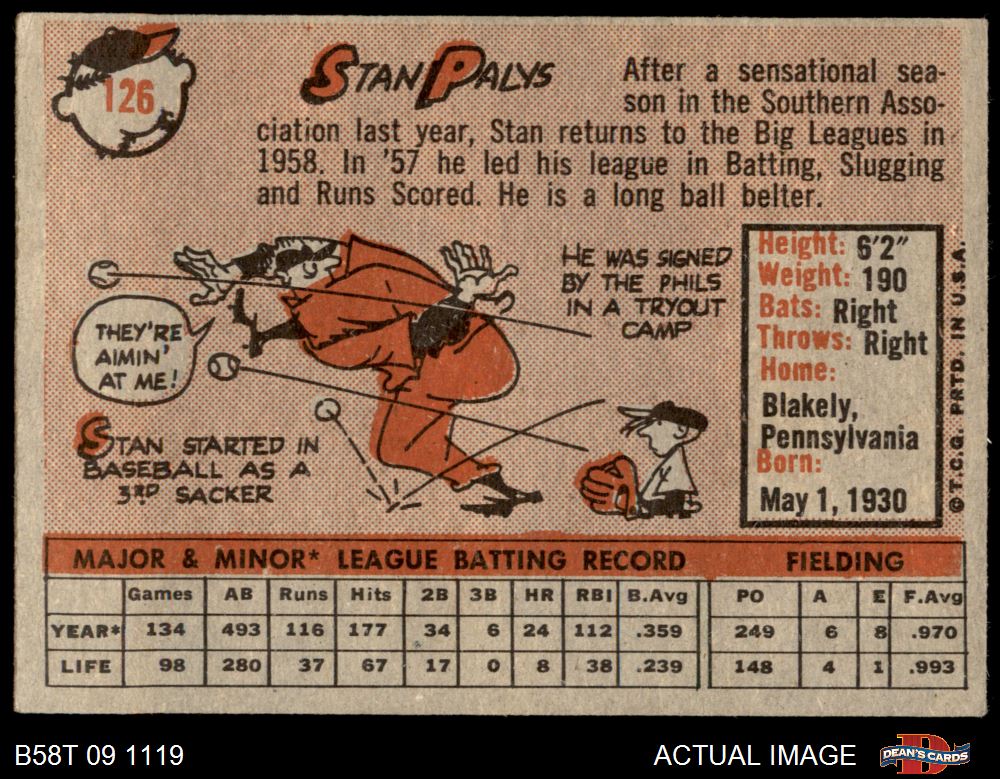 126
STAN PALYS
After a sensational sea-
son in the Southern Asso-
ciation last year, Stan returns to the Big Leagues in
1958. In '57 he led his league in Batting, Slugging
and Runs Scored. He is a long ball belter.
HE WAS SIGNED
BY THE PHILS
IN A TRYOUT
CAMP
THEY'RE
AIMIN'
AT ME!
STAN STARTED IN
BASEBALL AS A
3RD SACKER
Height: 6'2"
Weight: 190
Bats: Right
Throws: Right
Home:
Blakely,
Pennsylvania
Born:
May 1, 1930
© T.C.G. PRTD. IN U.S.A.
MAJOR & MINOR* LEAGUE BATTING RECORD FIELDING
Games AB Runs Hits 2B 3B HR RBI B.Avg PO A E F.Avg
YEAR* 134 493 116 177 34 6 24 112 .359 249 6 8 .970
LIFE 98 280 37 67 17 0 8 38 .239 148 4 1 .993
B58T 09 1119 ACTUAL IMAGE D DEAN'S CARDS